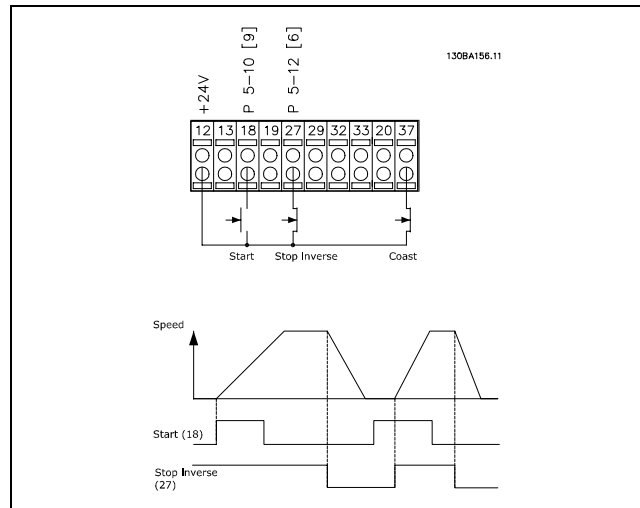 130BA156.11
+24V
P 5-10 [9]
P 5-12 [6]
12 13 18 19 27 29 32 33 20 37
Start Stop Inverse Coast
Speed
Start (18)
Stop Inverse
(27)